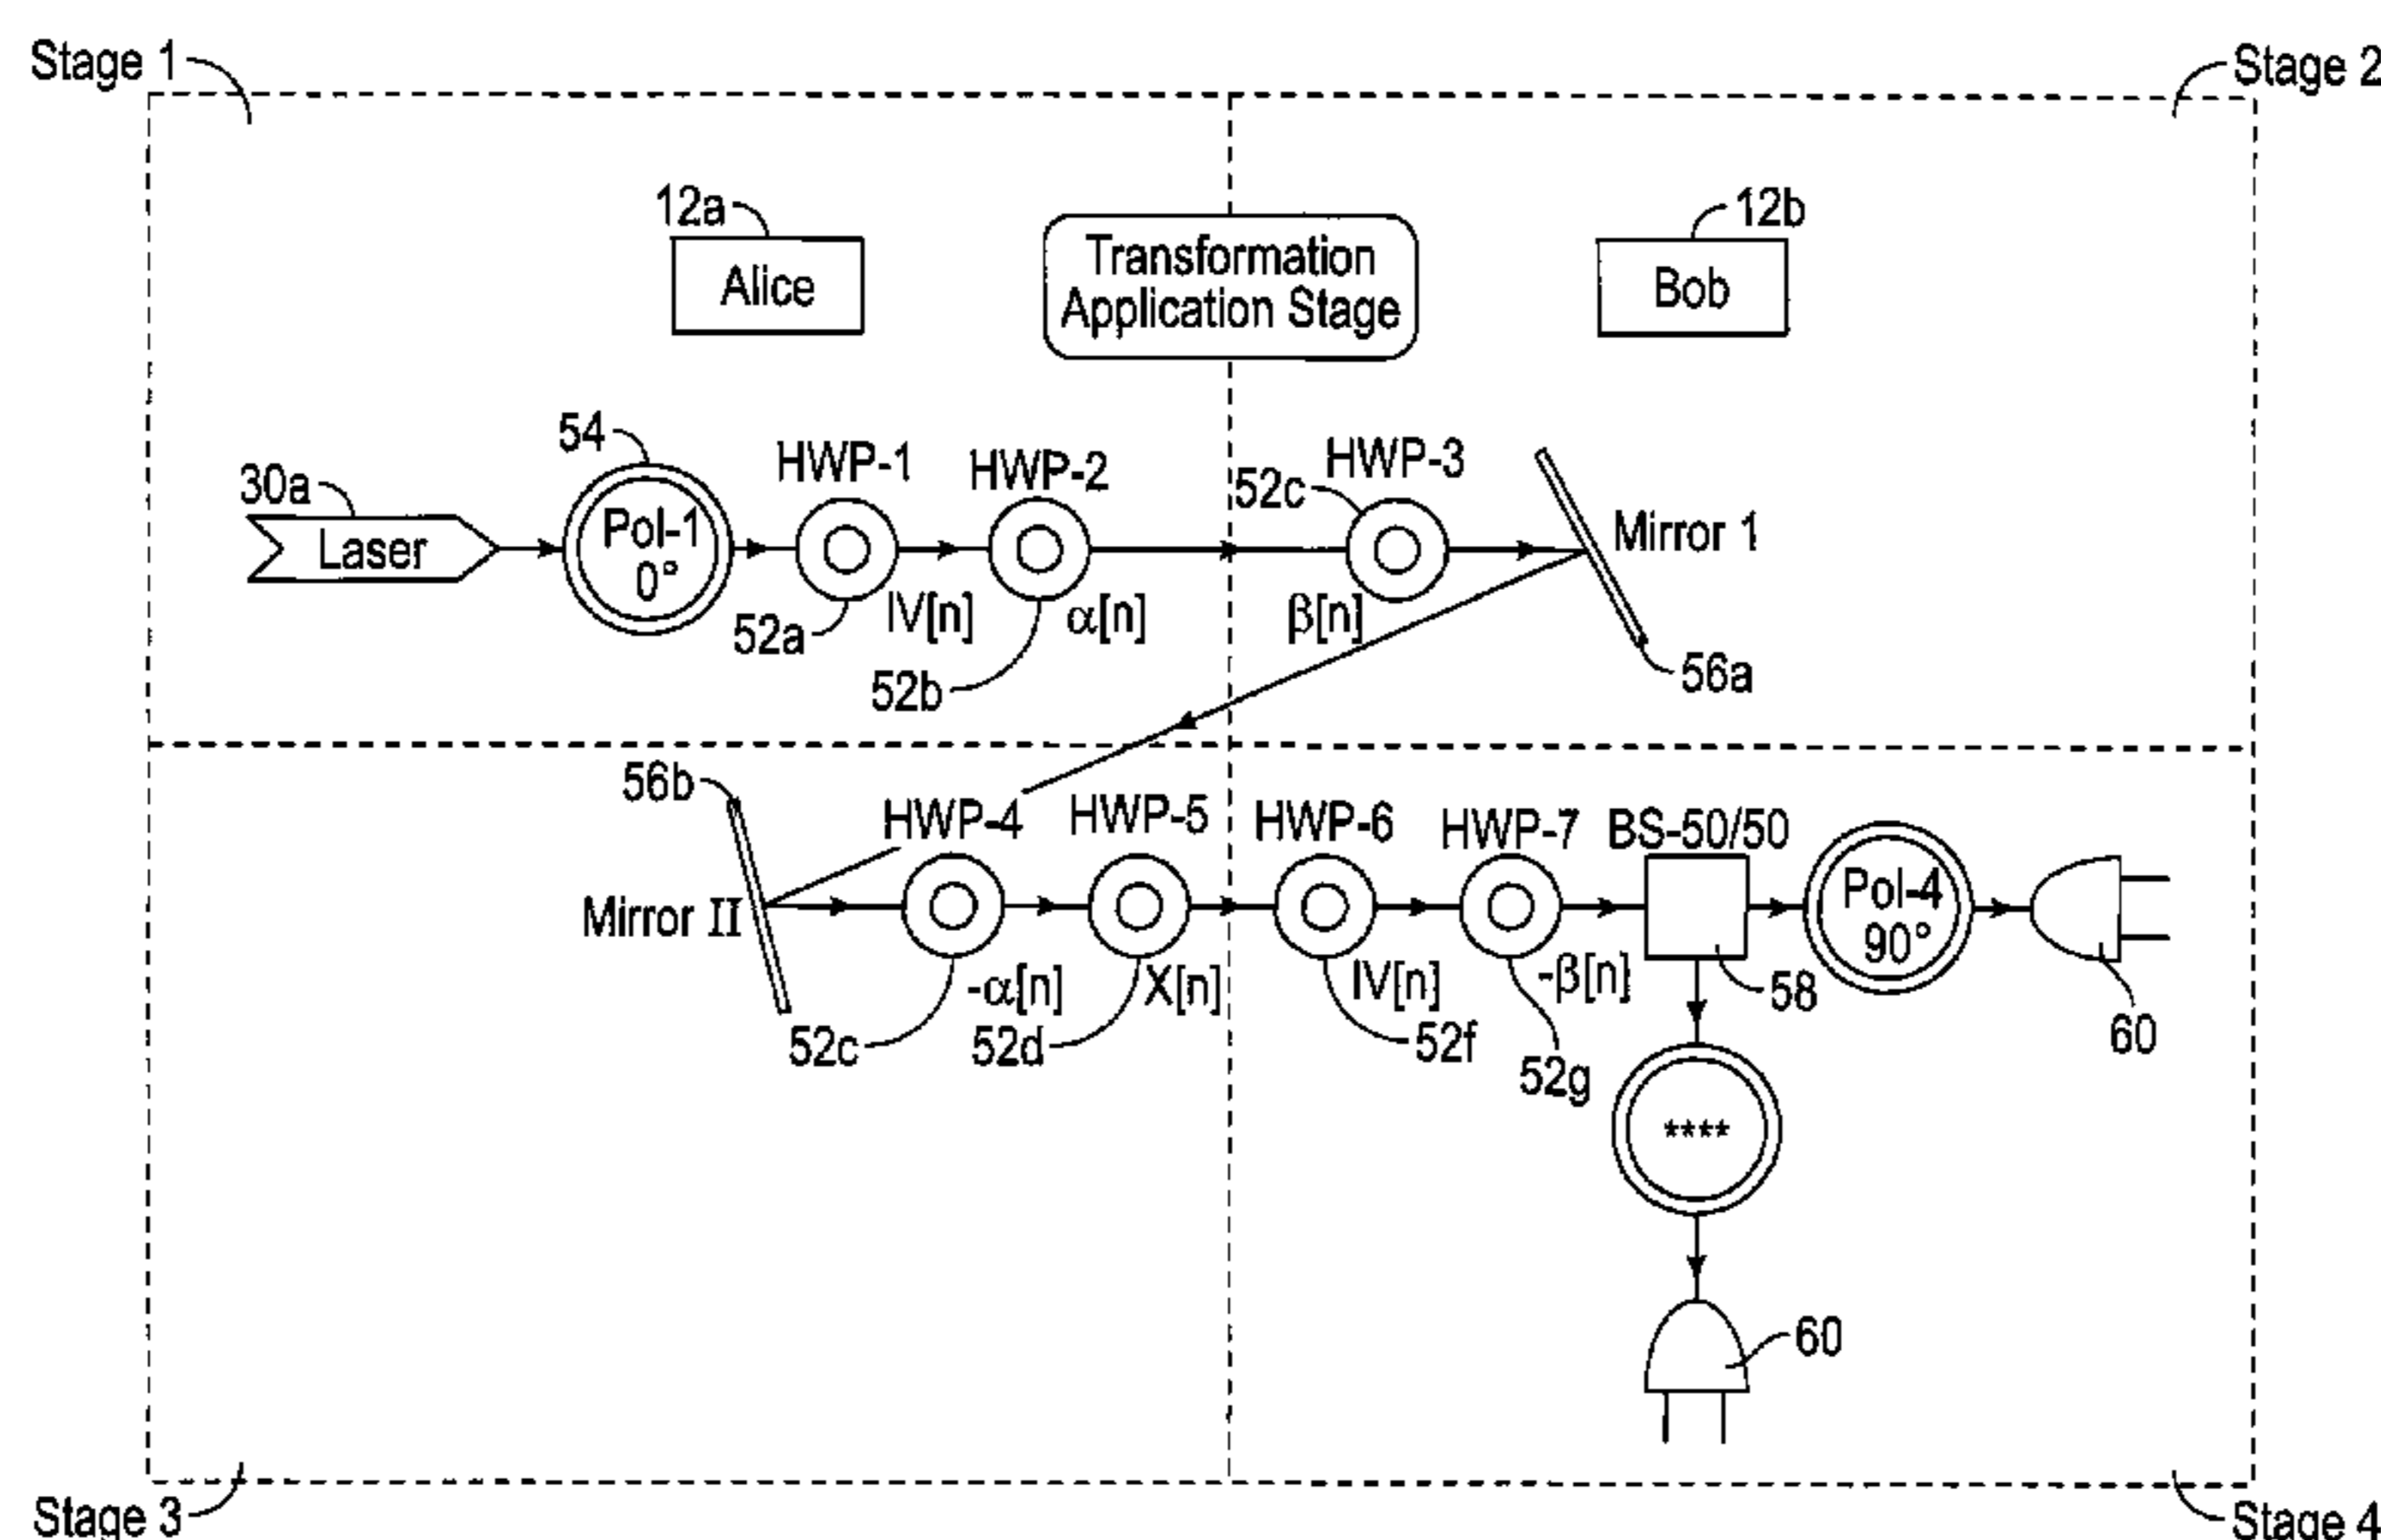 Stage 1
Stage 2
12a
12b
Alice
Transformation
Application Stage
Bob
54
30a
HWP-1
HWP-2
52c
HWP-3
Laser
Pol-1
0°
Mirror 1
52a
IV[n]
α[n]
β[n]
52b
56a
56b
HWP-4
HWP-5
HWP-6
HWP-7
BS-50/50
Mirror II
Pol-4
90°
-α[n]
X[n]
IV[n]
-β[n]
58
52c
52d
52f
52g
60
****
60
Stage 3
Stage 4